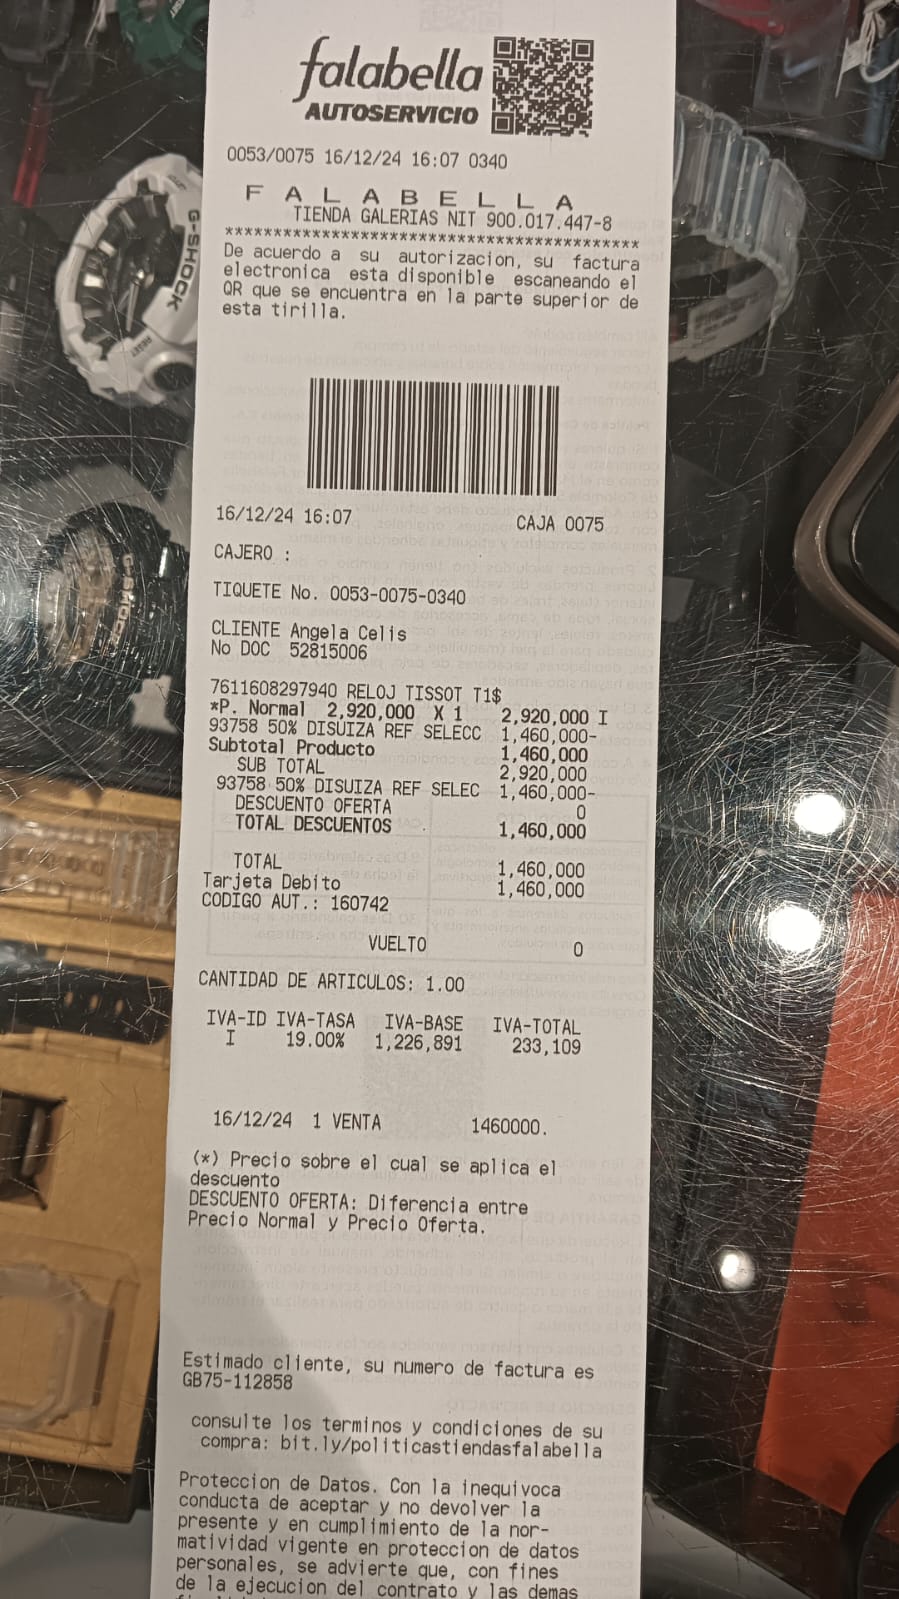 falabella
AUTOSERVICIO
0053/0075 16/12/24 16:07 0340
F A L A B E L L A
TIENDA GALERIAS NIT 900.017.447-8
******************************************
De acuerdo a su autorizacion, su factura
electronica esta disponible escaneando el
QR que se encuentra en la parte superior de
esta tirilla.
G-SHOCK
RESET
16/12/24 16:07 CAJA 0075
CAJERO :
TIQUETE No. 0053-0075-0340
CLIENTE Angela Celis
No DOC 52815006
7611608297940 RELOJ TISSOT T1$
*P. Normal 2,920,000 X 1 2,920,000 I
93758 50% DISUIZA REF SELECC 1,460,000-
Subtotal Producto 1,460,000
SUB TOTAL 2,920,000
93758 50% DISUIZA REF SELEC 1,460,000-
DESCUENTO OFERTA 0
TOTAL DESCUENTOS 1,460,000
TOTAL 1,460,000
Tarjeta Debito 1,460,000
CODIGO AUT.: 160742
VUELTO 0
CANTIDAD DE ARTICULOS: 1.00
IVA-ID IVA-TASA IVA-BASE IVA-TOTAL
I 19.00% 1,226,891 233,109
16/12/24 1 VENTA 1460000.
(*) Precio sobre el cual se aplica el
descuento
DESCUENTO OFERTA: Diferencia entre
Precio Normal y Precio Oferta.
Estimado cliente, su numero de factura es
GB75-112858
consulte los terminos y condiciones de su
compra: bit.ly/politicastiendasfalabella
Proteccion de Datos. Con la inequivoca
conducta de aceptar y no devolver la
presente y en cumplimiento de la nor-
matividad vigente en proteccion de datos
personales, se advierte que, con fines
de la ejecucion del contrato y las demas